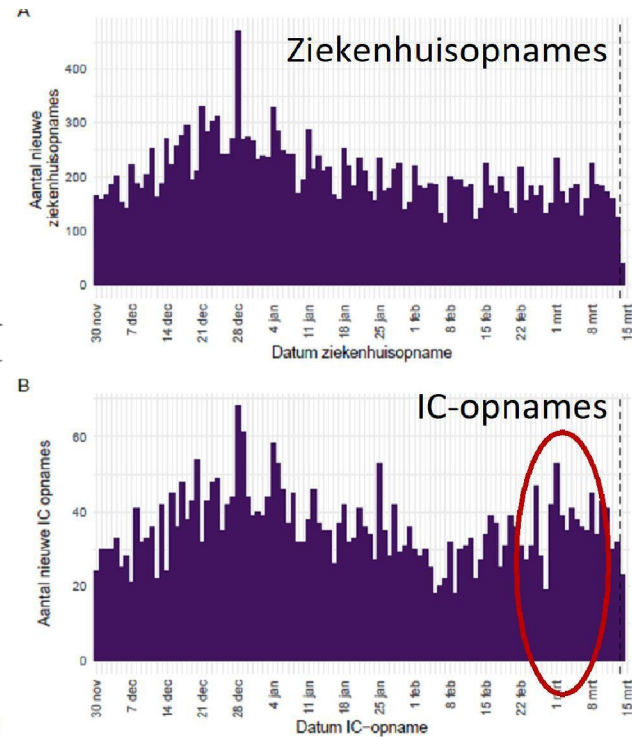 A
Ziekenhuisopnames
Aantal nieuwe
ziekenhuisopnames
400
300
200
100
0
30 nov
7 dec
14 dec
21 dec
28 dec
4 jan
11 jan
18 jan
25 jan
1 feb
8 feb
15 feb
22 feb
1 mrt
8 mrt
15 mrt
Datum ziekenhuisopname
B
IC-opnames
Aantal nieuwe IC opnames
60
40
20
0
30 nov
7 dec
14 dec
21 dec
28 dec
4 jan
11 jan
18 jan
25 jan
1 feb
8 feb
15 feb
22 feb
1 mrt
8 mrt
15 mrt
Datum IC-opname